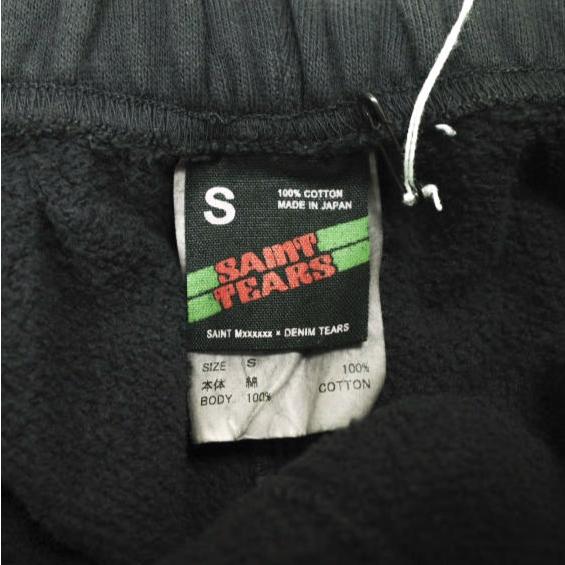 S
100% COTTON
MADE IN JAPAN
SAINT
TEARS
SAINT Mxxxxxx × DENIM TEARS
SIZE S
本体 綿
BODY 100%
100%
COTTON